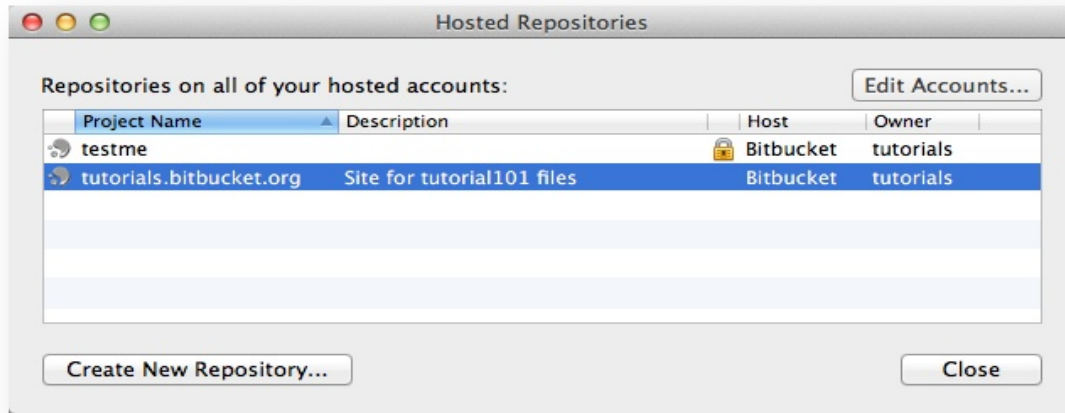 Hosted Repositories
Repositories on all of your hosted accounts:
Edit Accounts...
Project Name Description Host Owner
testme Bitbucket tutorials
tutorials.bitbucket.org Site for tutorial101 files Bitbucket tutorials
Create New Repository... Close